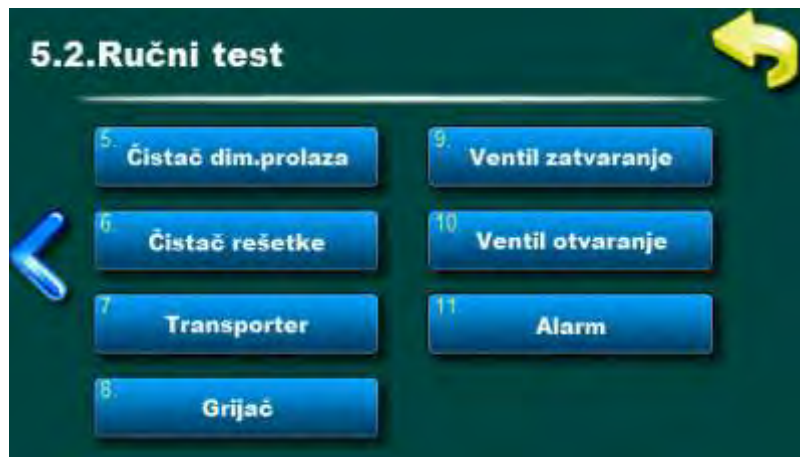 5.2.Ručni test
5. Čistač dim.prolaza
6. Čistač rešetke
7 Transporter
8. Grijač
9. Ventil zatvaranje
10 Ventil otvaranje
11 Alarm